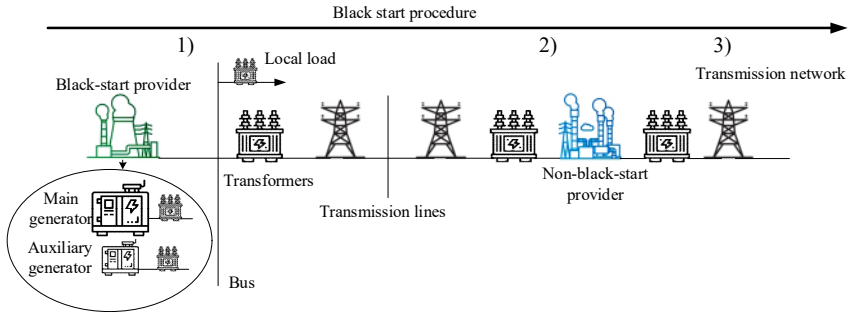 Black start procedure
1)
2)
3)
Local load
Transmission network
Black-start provider
Non-black-start
provider
Transformers
Main
generator
Transmission lines
Auxiliary
generator
Bus